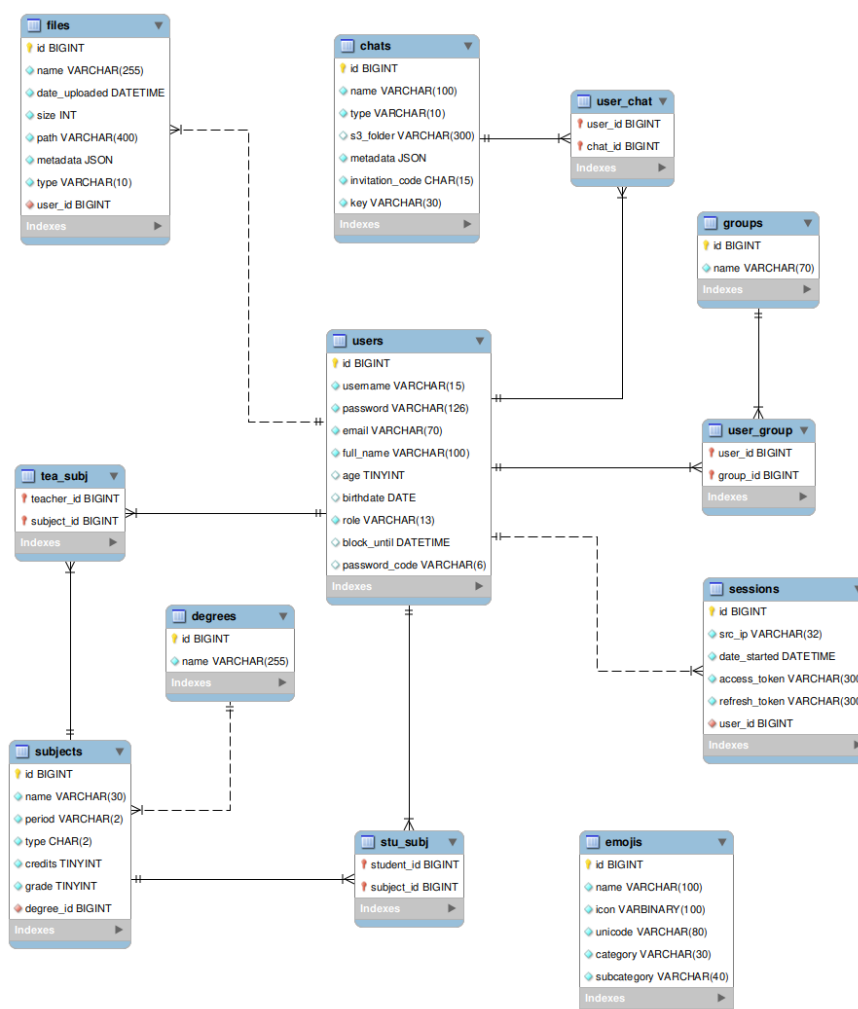 files
id BIGINT
name VARCHAR(255)
date_uploaded DATETIME
size INT
path VARCHAR(400)
metadata JSON
type VARCHAR(10)
user_id BIGINT
Indexes
chats
id BIGINT
name VARCHAR(100)
type VARCHAR(10)
s3_folder VARCHAR(300)
metadata JSON
invitation_code CHAR(15)
key VARCHAR(30)
Indexes
user_chat
user_id BIGINT
chat_id BIGINT
Indexes
groups
id BIGINT
name VARCHAR(70)
Indexes
users
id BIGINT
username VARCHAR(15)
password VARCHAR(126)
email VARCHAR(70)
full_name VARCHAR(100)
age TINYINT
birthdate DATE
role VARCHAR(13)
block_until DATETIME
password_code VARCHAR(6)
Indexes
user_group
user_id BIGINT
group_id BIGINT
Indexes
tea_subj
teacher_id BIGINT
subject_id BIGINT
Indexes
sessions
id BIGINT
src_ip VARCHAR(32)
date_started DATETIME
access_token VARCHAR(300
refresh_token VARCHAR(300
user_id BIGINT
Indexes
degrees
id BIGINT
name VARCHAR(255)
Indexes
subjects
id BIGINT
name VARCHAR(30)
period VARCHAR(2)
type CHAR(2)
credits TINYINT
grade TINYINT
degree_id BIGINT
Indexes
stu_subj
student_id BIGINT
subject_id BIGINT
Indexes
emojis
id BIGINT
name VARCHAR(100)
icon VARBINARY(100)
unicode VARCHAR(80)
category VARCHAR(30)
subcategory VARCHAR(40)
Indexes